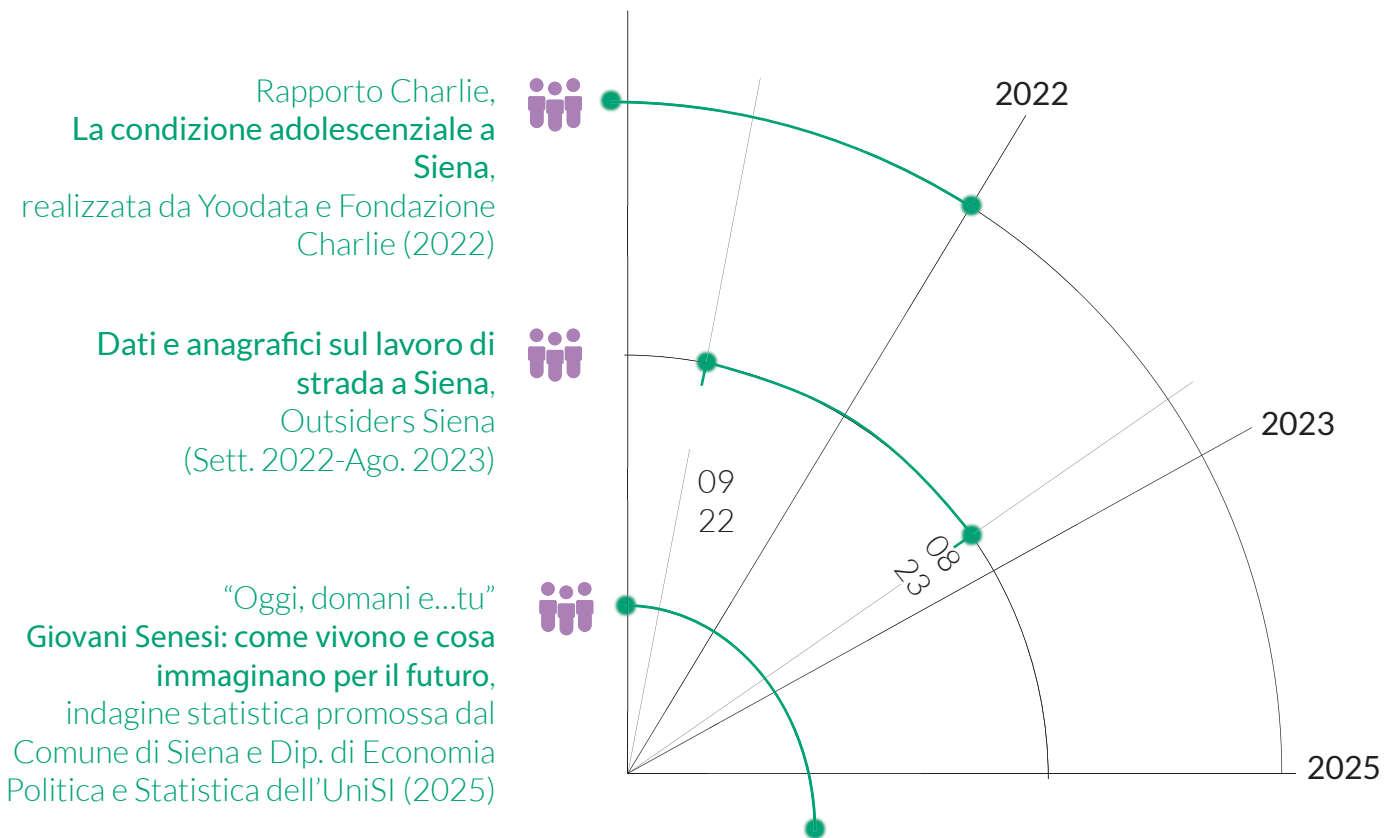 Rapporto Charlie,
La condizione adolescenziale a
Siena,
realizzata da Yoodata e Fondazione
Charlie (2022)
Dati e anagrafici sul lavoro di
strada a Siena,
Outsiders Siena
(Sett. 2022-Ago. 2023)
“Oggi, domani e...tu”
Giovani Senesi: come vivono e cosa
immaginano per il futuro,
indagine statistica promossa dal
Comune di Siena e Dip. di Economia
Politica e Statistica dell’UniSI (2025)
2022
2023
09
22
08
23
2025